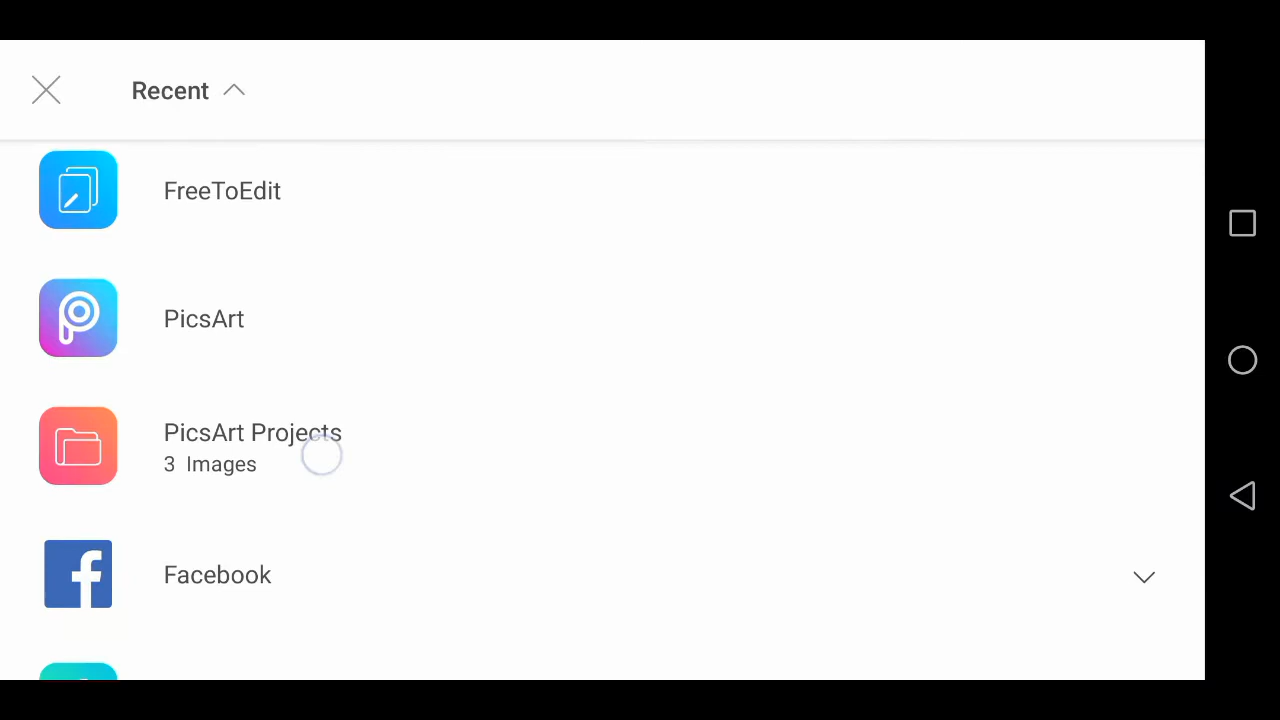 Recent
FreeToEdit
PicsArt
PicsArt Projects
3 Images
Facebook